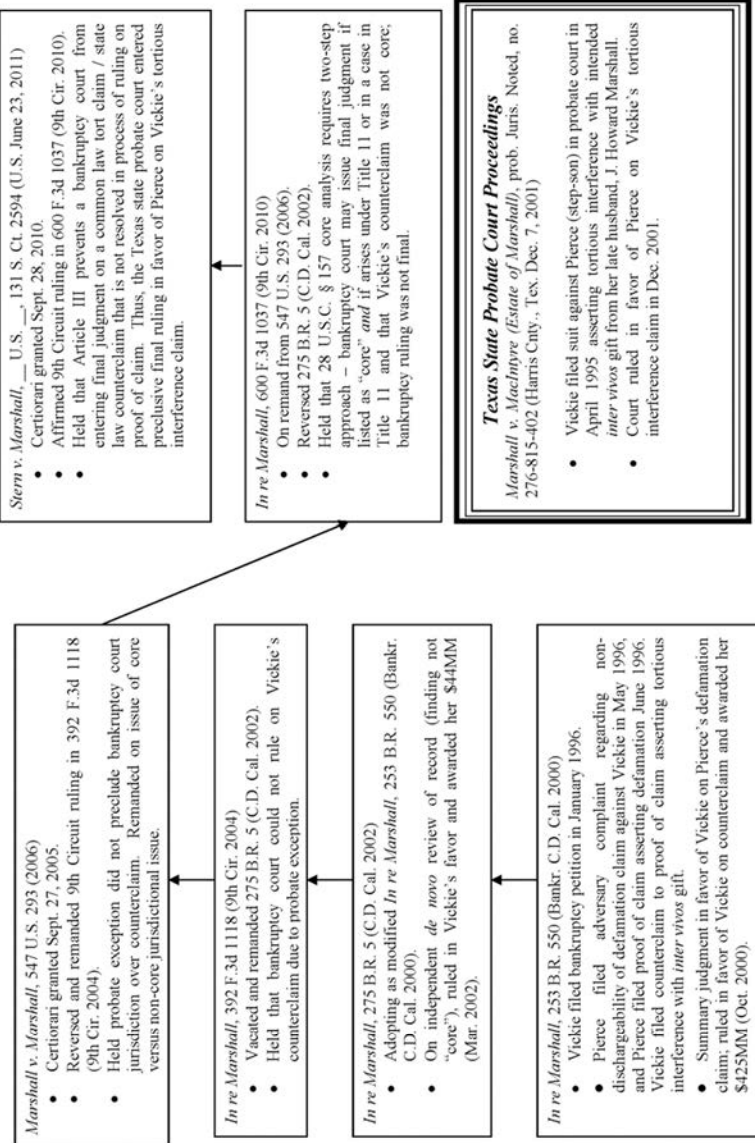 Marshall v. Marshall, 547 U.S. 293 (2006)
• Certiorari granted Sept. 27, 2005.
• Reversed and remanded 9th Circuit ruling in 392 F.3d 1118
(9th Cir. 2004).
• Held probate exception did not preclude bankruptcy court
jurisdiction over counterclaim. Remanded on issue of core
versus non-core jurisdictional issue.
In re Marshall, 392 F.3d 1118 (9th Cir. 2004)
• Vacated and remanded 275 B.R. 5 (C.D. Cal. 2002).
• Held that bankruptcy court could not rule on Vickie's
counterclaim due to probate exception.
In re Marshall, 275 B.R. 5 (C.D. Cal. 2002)
• Adopting as modified In re Marshall, 253 B.R. 550 (Bankr.
C.D. Cal. 2000).
• On independent de novo review of record (finding not
"core"), ruled in Vickie's favor and awarded her $44MM
(Mar. 2002).
In re Marshall, 253 B.R. 550 (Bankr. C.D. Cal. 2000)
• Vickie filed bankruptcy petition in January 1996.
• Pierce filed adversary complaint regarding non-
dischargeability of defamation claim against Vickie in May 1996,
and Pierce filed proof of claim asserting defamation June 1996.
Vickie filed counterclaim to proof of claim asserting tortious
interference with inter vivos gift.
• Summary judgment in favor of Vickie on Pierce's defamation
claim; ruled in favor of Vickie on counterclaim and awarded her
$425MM (Oct. 2000).
Stern v. Marshall, __ U.S. __, 131 S. Ct. 2594 (U.S. June 23, 2011)
• Certiorari granted Sept. 28, 2010.
• Affirmed 9th Circuit ruling in 600 F.3d 1037 (9th Cir. 2010).
• Held that Article III prevents a bankruptcy court from
entering final judgment on a common law tort claim / state
law counterclaim that is not resolved in process of ruling on
proof of claim. Thus, the Texas state probate court entered
preclusive final ruling in favor of Pierce on Vickie's tortious
interference claim.
In re Marshall, 600 F.3d 1037 (9th Cir. 2010)
• On remand from 547 U.S. 293 (2006).
• Reversed 275 B.R. 5 (C.D. Cal. 2002).
• Held that 28 U.S.C. § 157 core analysis requires two-step
approach – bankruptcy court may issue final judgment if
listed as "core" and if arises under Title 11 or in a case in
Title 11 and that Vickie's counterclaim was not core;
bankruptcy ruling was not final.
Texas State Probate Court Proceedings
Marshall v. MacIntyre (Estate of Marshall), prob. Juris. Noted, no.
276-815-402 (Harris Cnty., Tex. Dec. 7, 2001)
• Vickie filed suit against Pierce (step-son) in probate court in
April 1995 asserting tortious interference with intended
inter vivos gift from her late husband, J. Howard Marshall.
• Court ruled in favor of Pierce on Vickie's tortious
interference claim in Dec. 2001.